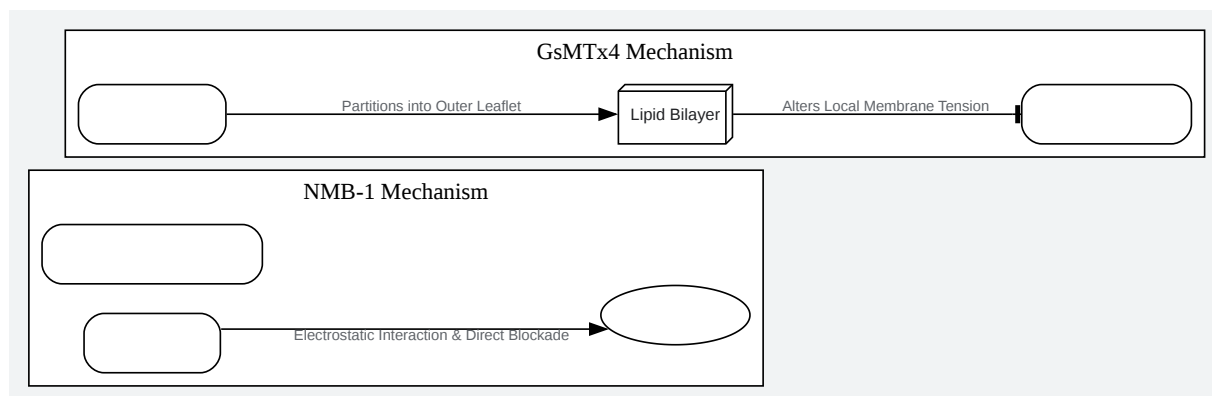 GsMTx4 Mechanism
Partitions into Outer Leaflet
Lipid Bilayer
Alters Local Membrane Tension
NMB-1 Mechanism
Electrostatic Interaction & Direct Blockade